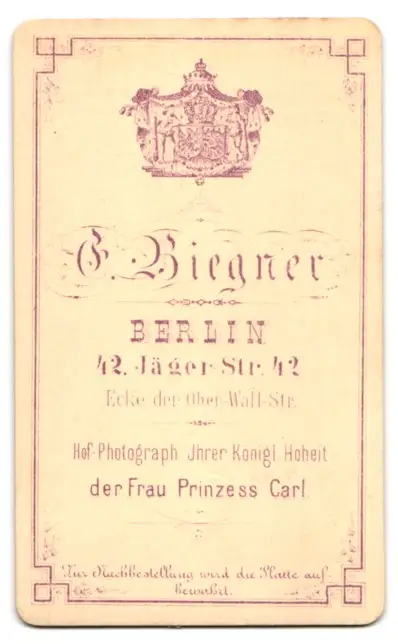 G. Biegner
BERLIN
42. Jäger-Str. 42
Ecke der Ober-Wall-Str.
Hof-Photograph Jhrer Königl. Hoheit
der Frau Prinzess Carl.
Zur Nachbestellung wird die Platte auf-
bewahrt.